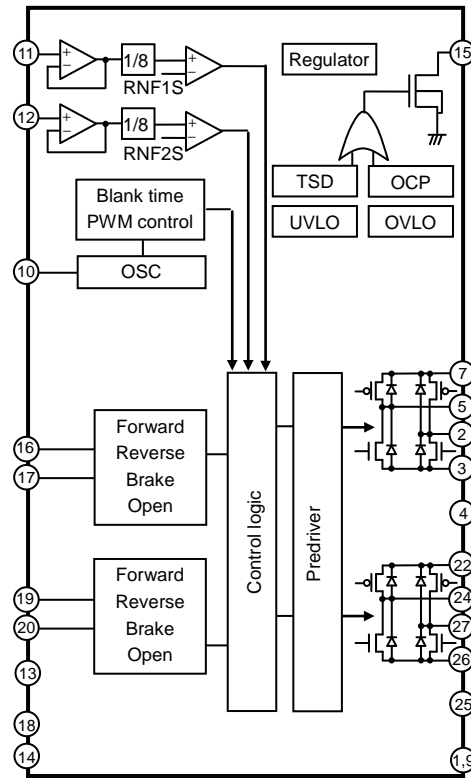 11
1/8
RNF1S
Regulator
15
12
1/8
RNF2S
TSD
OCP
UVLO
OVLO
Blank time
PWM control
10
OSC
7
5
2
3
4
16
17
Forward
Reverse
Brake
Open
Control logic
Predriver
22
24
27
26
25
19
20
Forward
Reverse
Brake
Open
13
18
14
1,9